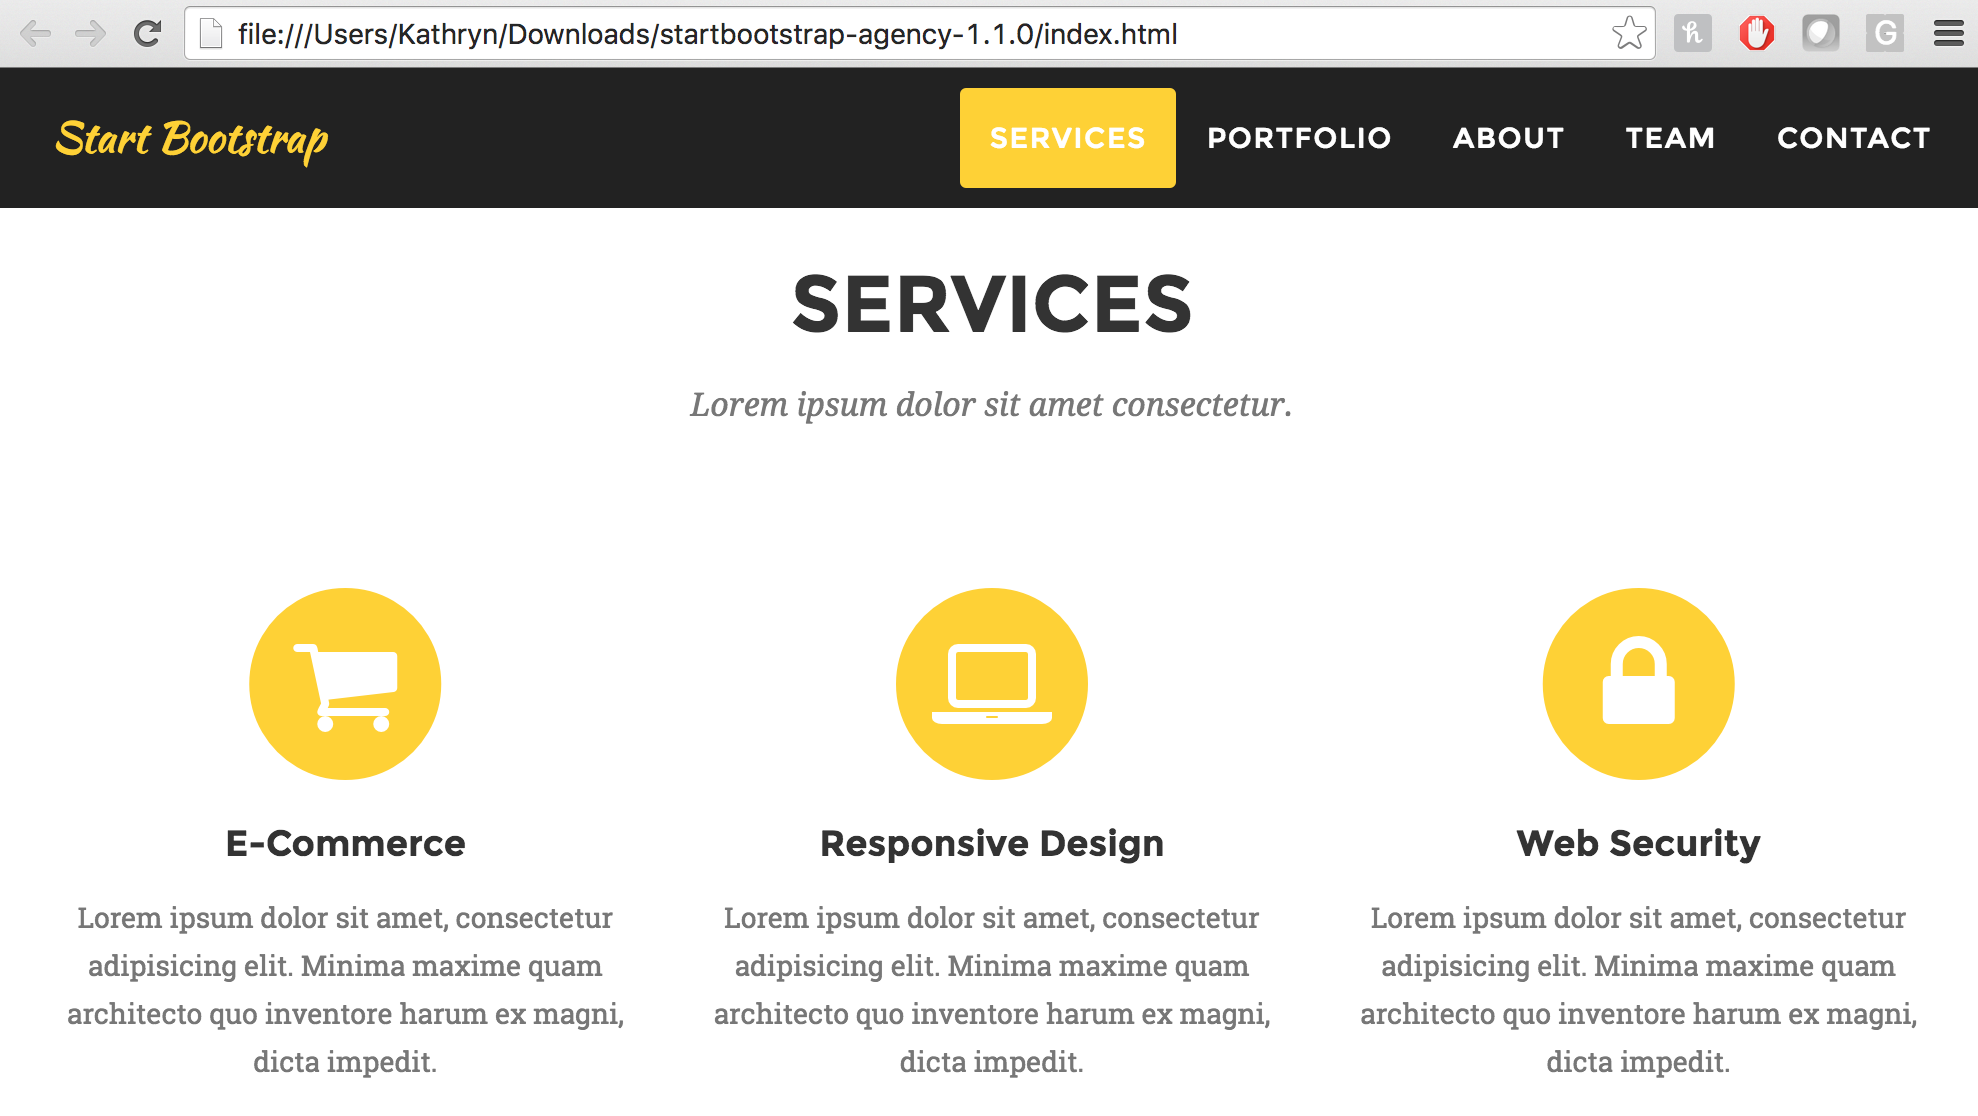 file:///Users/Kathryn/Downloads/startbootstrap-agency-1.1.0/index.html
G
Start Bootstrap
SERVICES PORTFOLIO ABOUT TEAM CONTACT
SERVICES
Lorem ipsum dolor sit amet consectetur.
E-Commerce
Lorem ipsum dolor sit amet, consectetur
adipisicing elit. Minima maxime quam
architecto quo inventore harum ex magni,
dicta impedit.
Responsive Design
Lorem ipsum dolor sit amet, consectetur
adipisicing elit. Minima maxime quam
architecto quo inventore harum ex magni,
dicta impedit.
Web Security
Lorem ipsum dolor sit amet, consectetur
adipisicing elit. Minima maxime quam
architecto quo inventore harum ex magni,
dicta impedit.